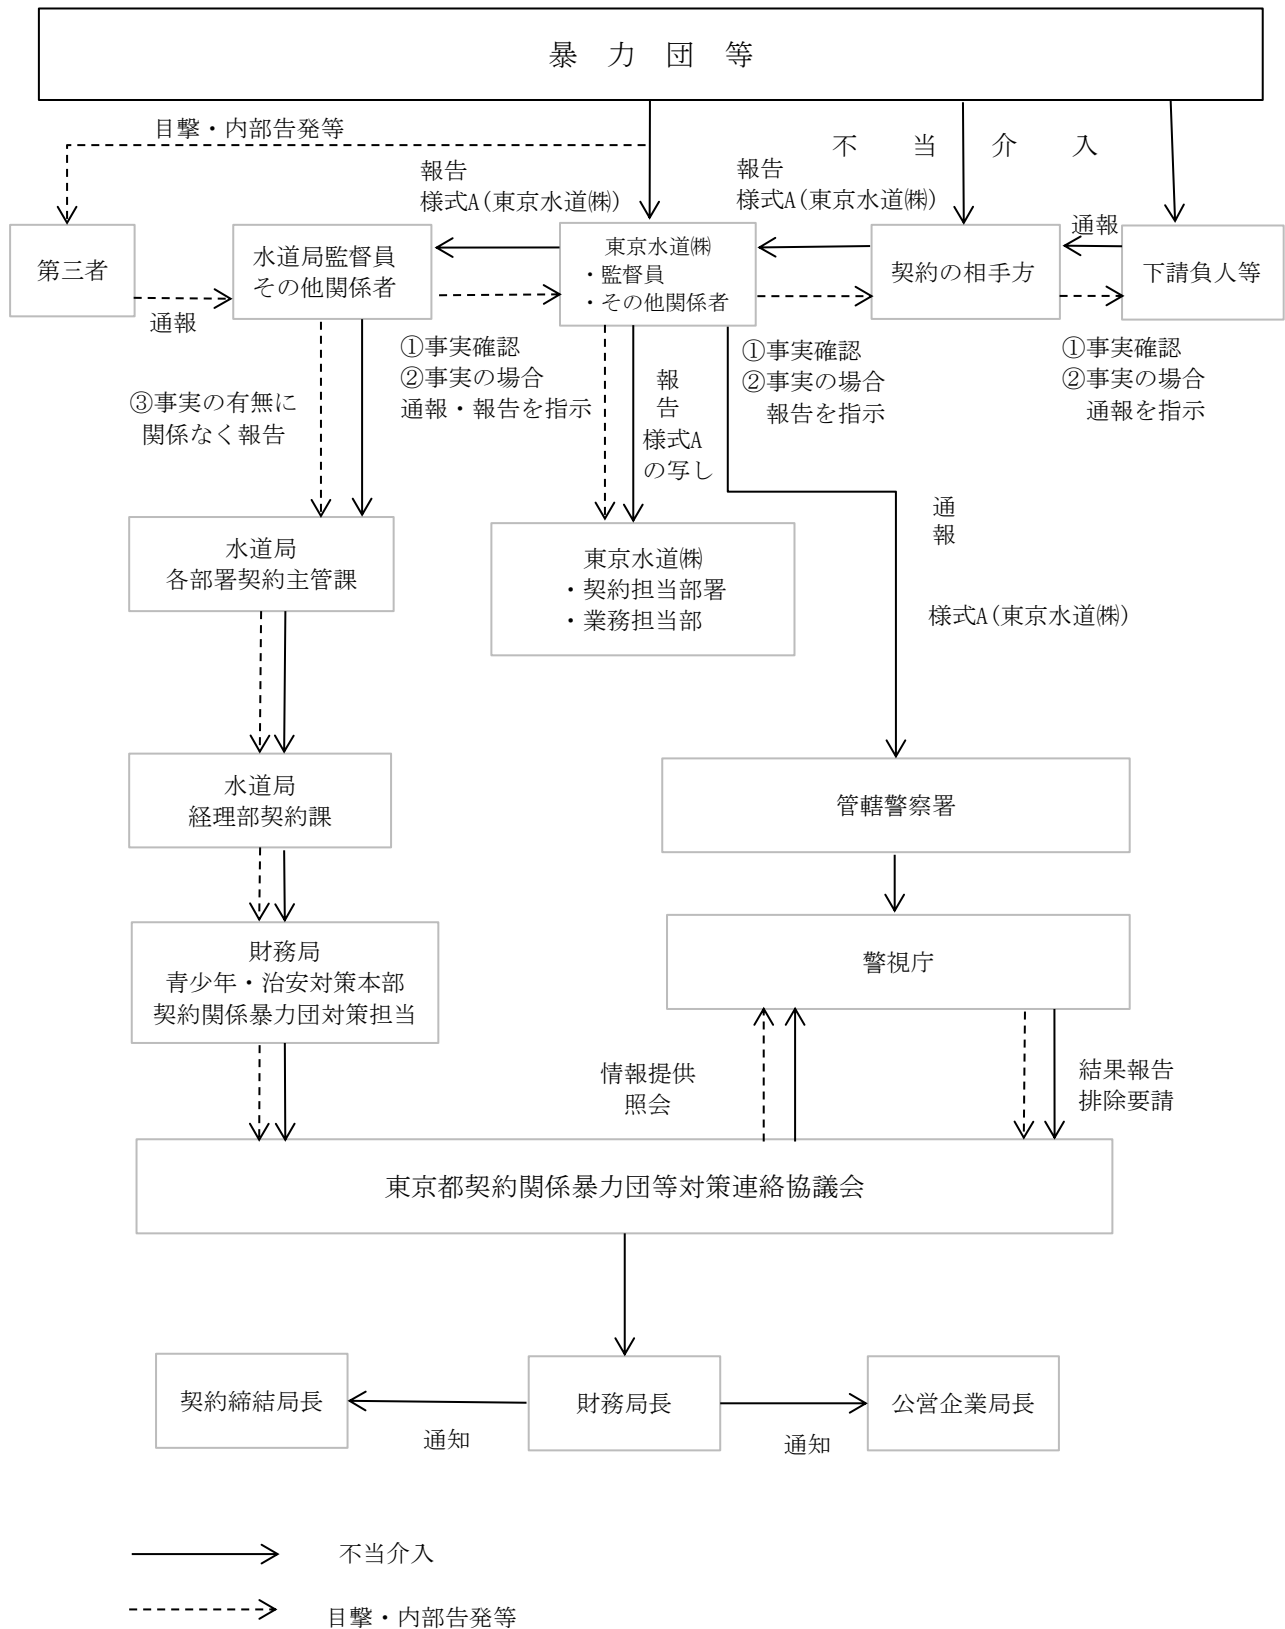 暴　力　団　等
目撃・内部告発等
不　当　介　入
報告
様式A(東京水道㈱)
報告
様式A(東京水道㈱)
通報
第三者
水道局監督員
その他関係者
東京水道㈱
・監督員
・その他関係者
契約の相手方
下請負人等
通報
①事実確認
②事実の場合
通報・報告を指示
報
告
様式A
の写し
①事実確認
②事実の場合
報告を指示
①事実確認
②事実の場合
通報を指示
③事実の有無に
関係なく報告
通
報
様式A(東京水道㈱)
水道局
各部署契約主管課
東京水道㈱
・契約担当部署
・業務担当部
水道局
経理部契約課
管轄警察署
財務局
青少年・治安対策本部
契約関係暴力団対策担当
警視庁
情報提供
照会
結果報告
排除要請
東京都契約関係暴力団等対策連絡協議会
契約締結局長
財務局長
公営企業局長
通知
通知
不当介入
目撃・内部告発等